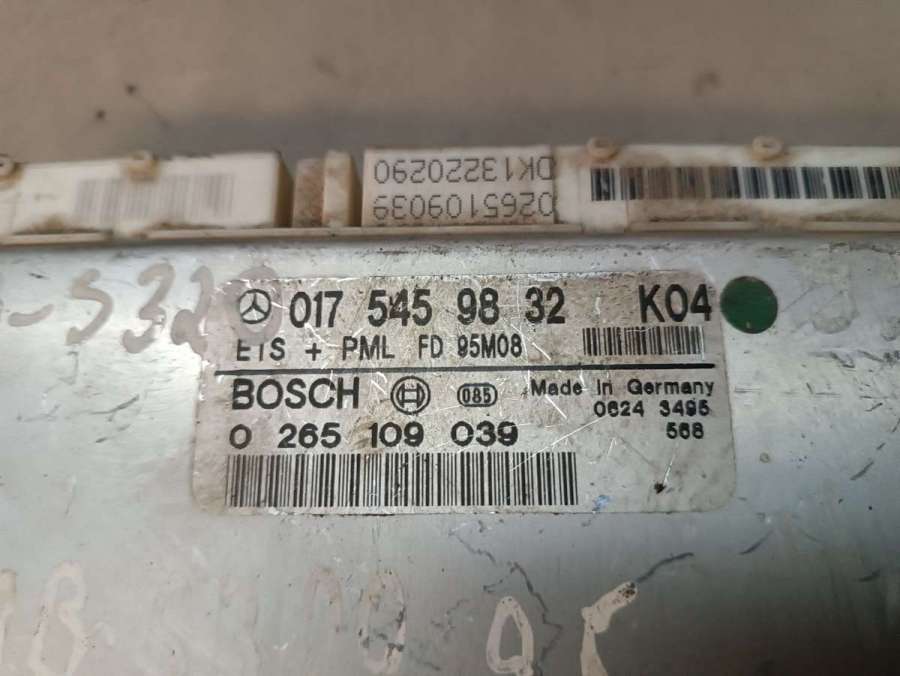 DK13220290
0265109039
S320
017 545 98 32 K04
ETS + PML FD 95M08
BOSCH 085 Made in Germany
0624 3495
0 265 109 039 568